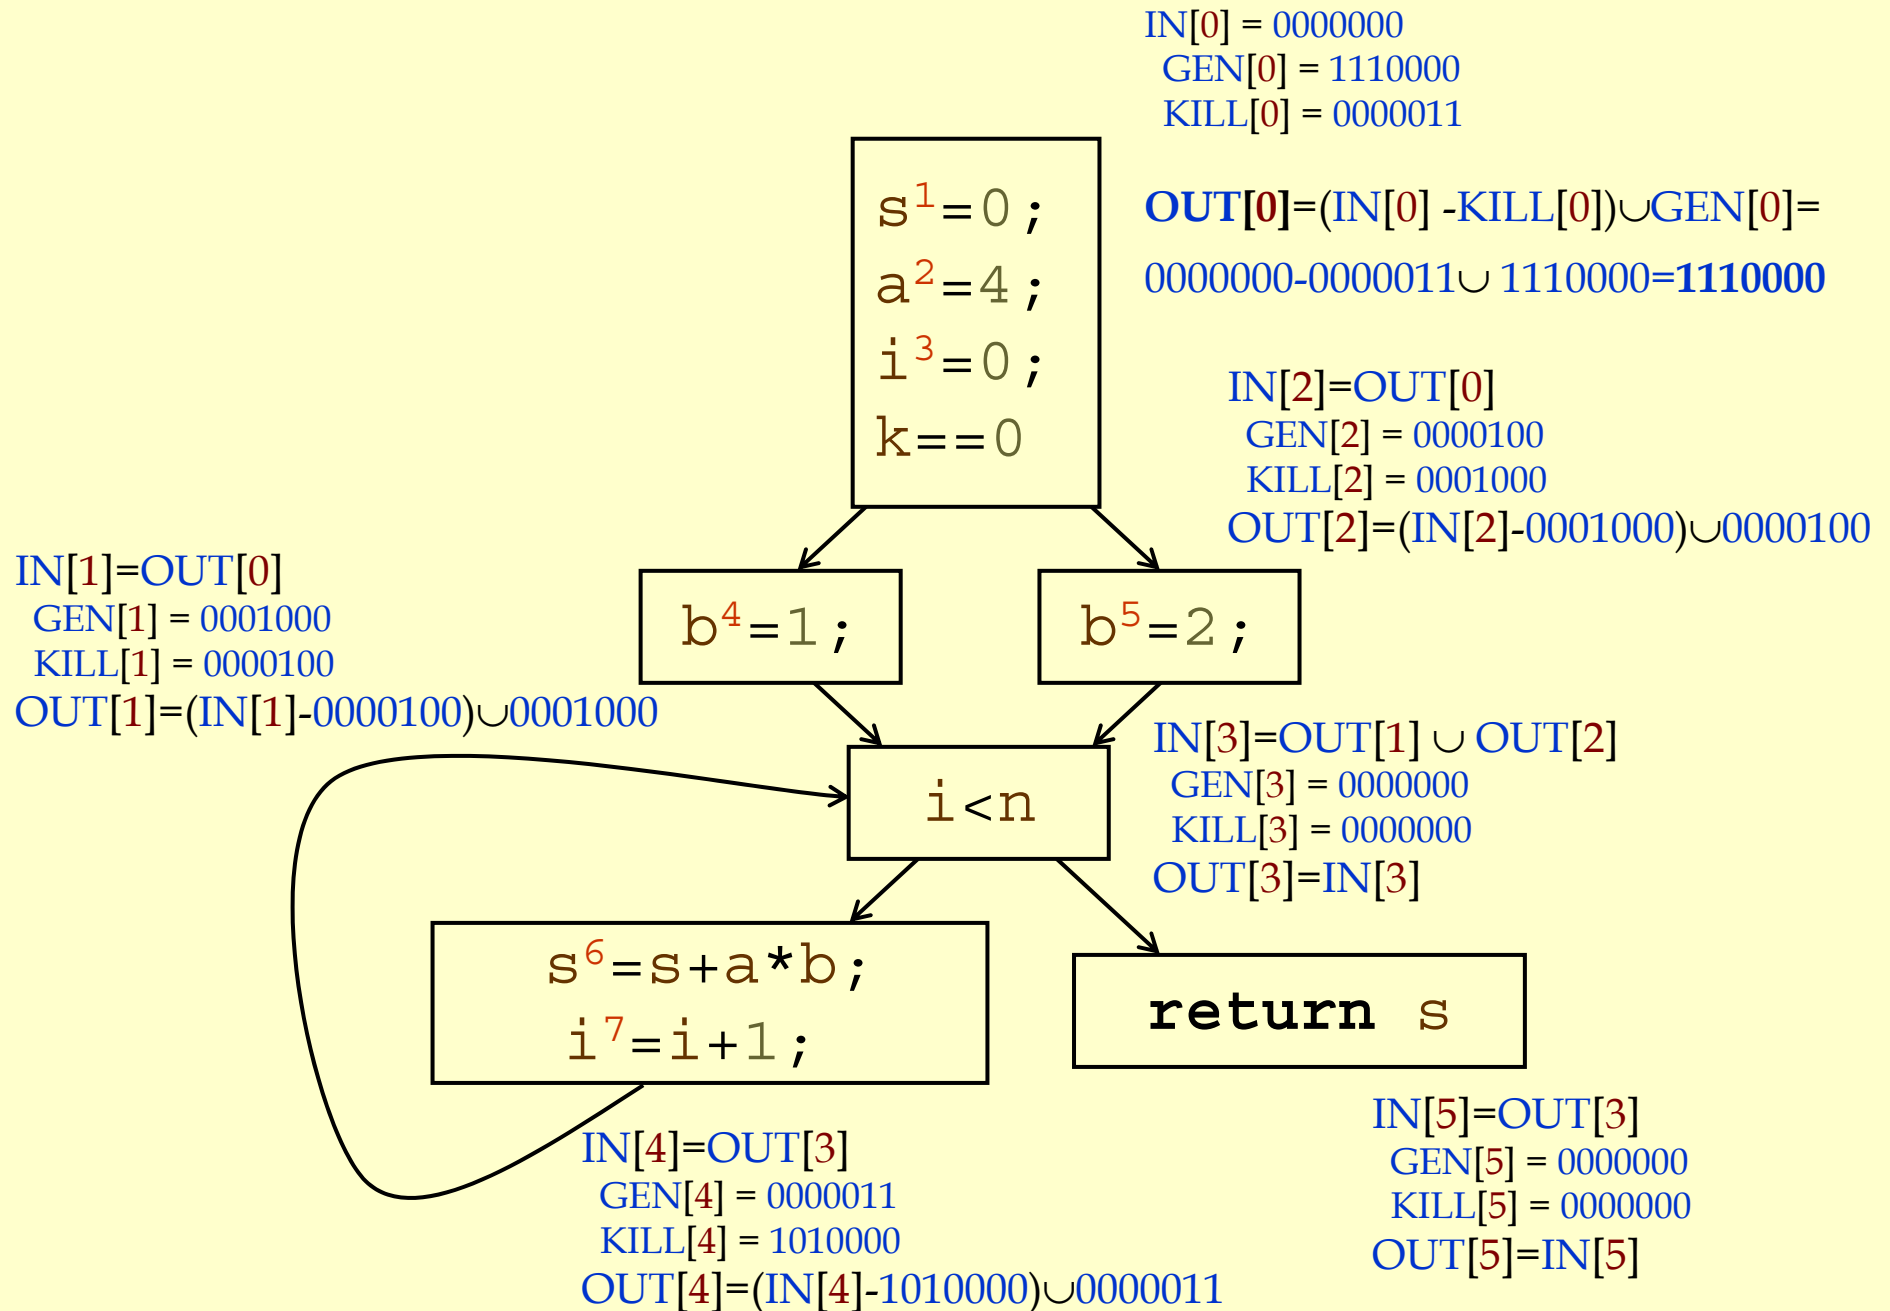 IN[0] = 0000000
GEN[0] = 1110000
KILL[0] = 0000011
s¹=0;
a²=4;
i³=0;
k==0
OUT[0]=(IN[0] -KILL[0])∪GEN[0]=
0000000-0000011∪ 1110000=1110000
IN[2]=OUT[0]
GEN[2] = 0000100
KILL[2] = 0001000
OUT[2]=(IN[2]-0001000)∪0000100
IN[1]=OUT[0]
GEN[1] = 0001000
KILL[1] = 0000100
OUT[1]=(IN[1]-0000100)∪0001000
b⁴=1;
b⁵=2;
IN[3]=OUT[1] ∪ OUT[2]
GEN[3] = 0000000
KILL[3] = 0000000
OUT[3]=IN[3]
i<n
s⁶=s+a*b;
i⁷=i+1;
return s
IN[4]=OUT[3]
GEN[4] = 0000011
KILL[4] = 1010000
OUT[4]=(IN[4]-1010000)∪0000011
IN[5]=OUT[3]
GEN[5] = 0000000
KILL[5] = 0000000
OUT[5]=IN[5]